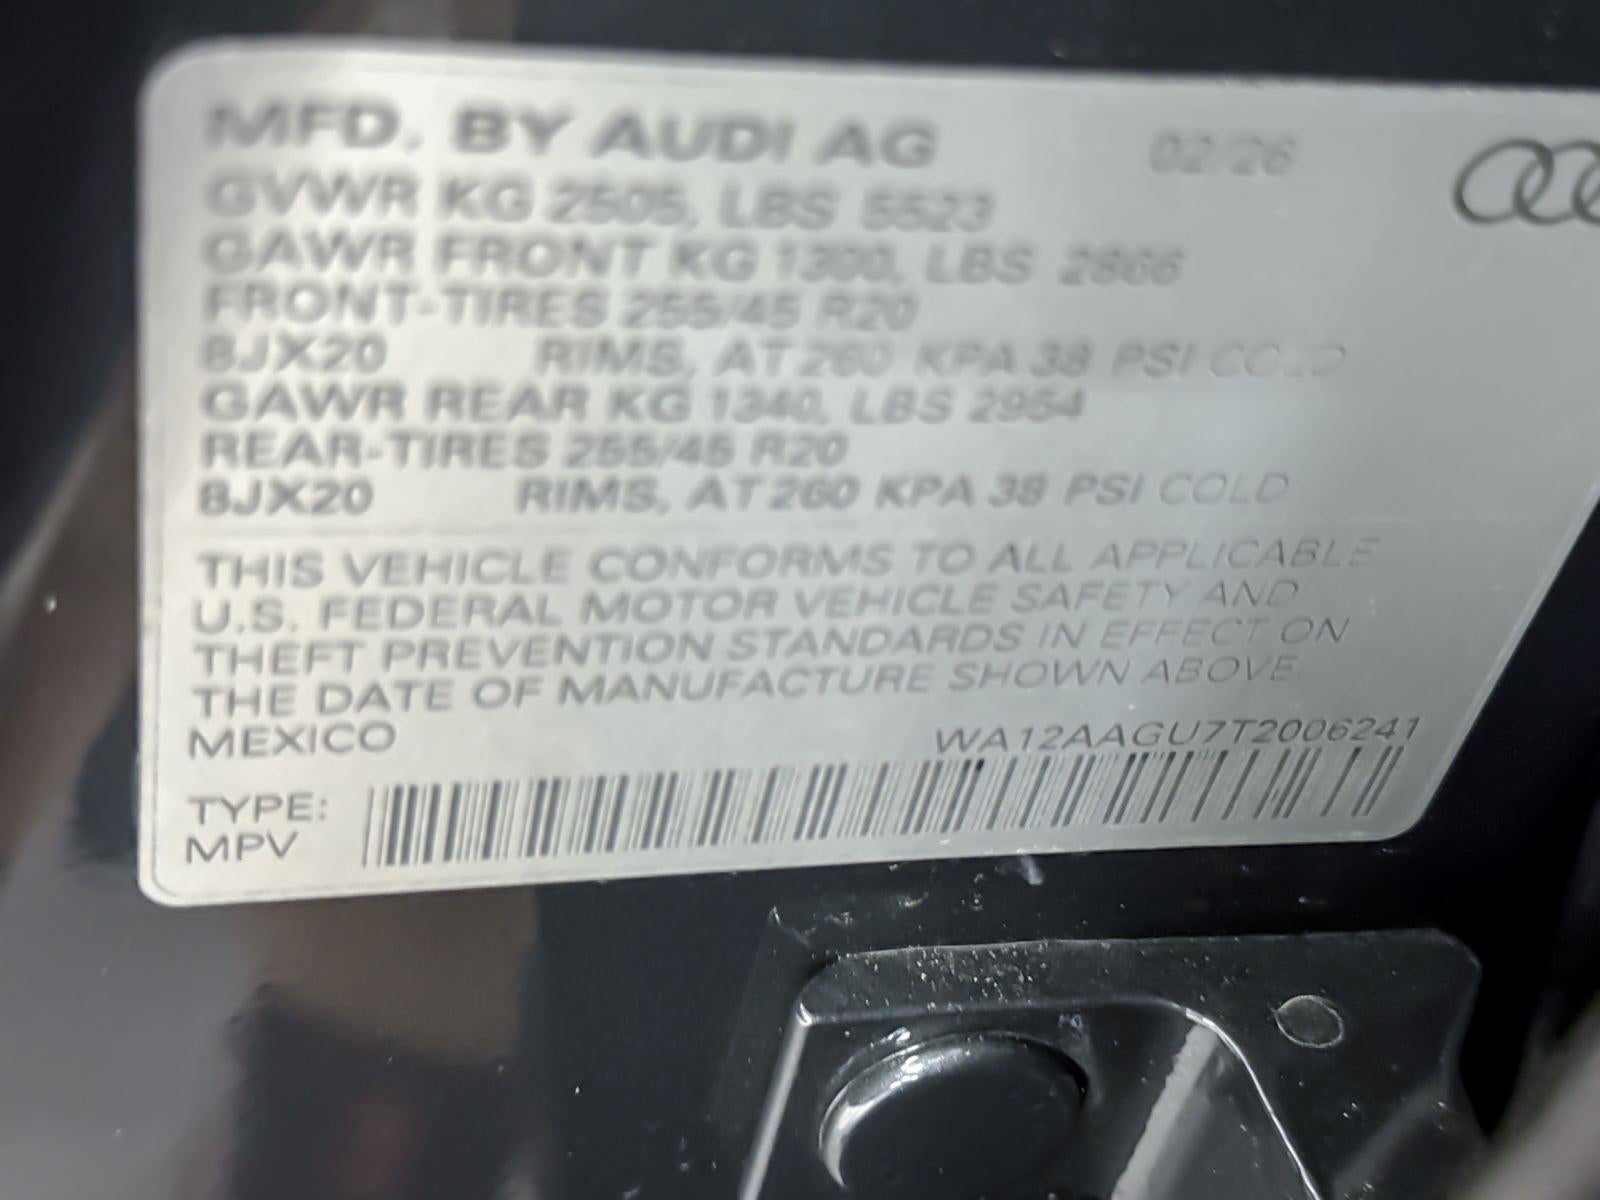 MFD. BY AUDI AG 02/26
GVWR KG 2505, LBS 5523
GAWR FRONT KG 1300, LBS 2866
FRONT-TIRES 255/45 R20
8JX20 RIMS, AT 260 KPA 38 PSI COLD
GAWR REAR KG 1340, LBS 2954
REAR-TIRES 255/45 R20
8JX20 RIMS, AT 260 KPA 38 PSI COLD
THIS VEHICLE CONFORMS TO ALL APPLICABLE
U.S. FEDERAL MOTOR VEHICLE SAFETY AND
THEFT PREVENTION STANDARDS IN EFFECT ON
THE DATE OF MANUFACTURE SHOWN ABOVE.
MEXICO WA12AAGU7T2006241
TYPE:
MPV